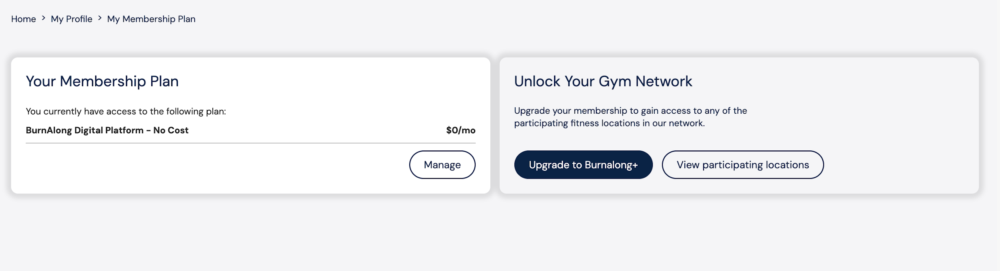 Home > My Profile > My Membership Plan
Your Membership Plan
You currently have access to the following plan:
BurnAlong Digital Platform – No Cost $0/mo
Manage
Unlock Your Gym Network
Upgrade your membership to gain access to any of the
participating fitness locations in our network.
Upgrade to Burnalong+ View participating locations